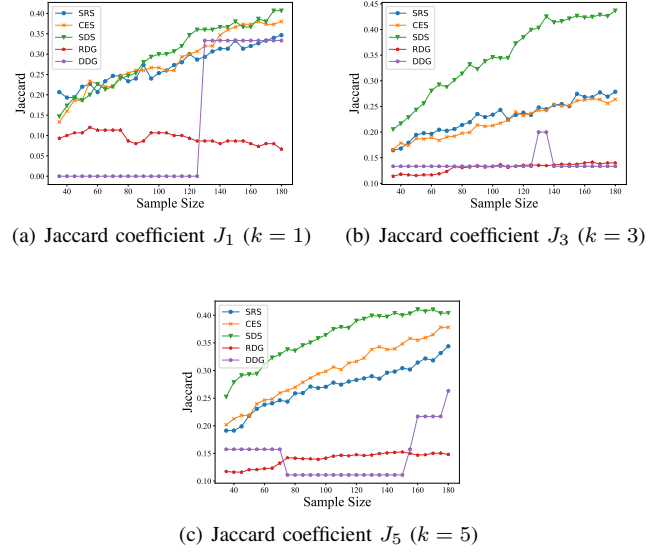 0.40
0.35
0.30
0.25
0.20
0.15
0.10
0.05
0.00
Jaccard
SRS
CES
SDS
RDG
DDG
40 60 80 100 120 140 160 180
Sample Size
(a) Jaccard coefficient J1 (k = 1)
0.45
0.40
0.35
0.30
0.25
0.20
0.15
0.10
Jaccard
SRS
CES
SDS
RDG
DDG
40 60 80 100 120 140 160 180
Sample Size
(b) Jaccard coefficient J3 (k = 3)
0.40
0.35
0.30
0.25
0.20
0.15
0.10
Jaccard
SRS
CES
SDS
RDG
DDG
40 60 80 100 120 140 160 180
Sample Size
(c) Jaccard coefficient J5 (k = 5)